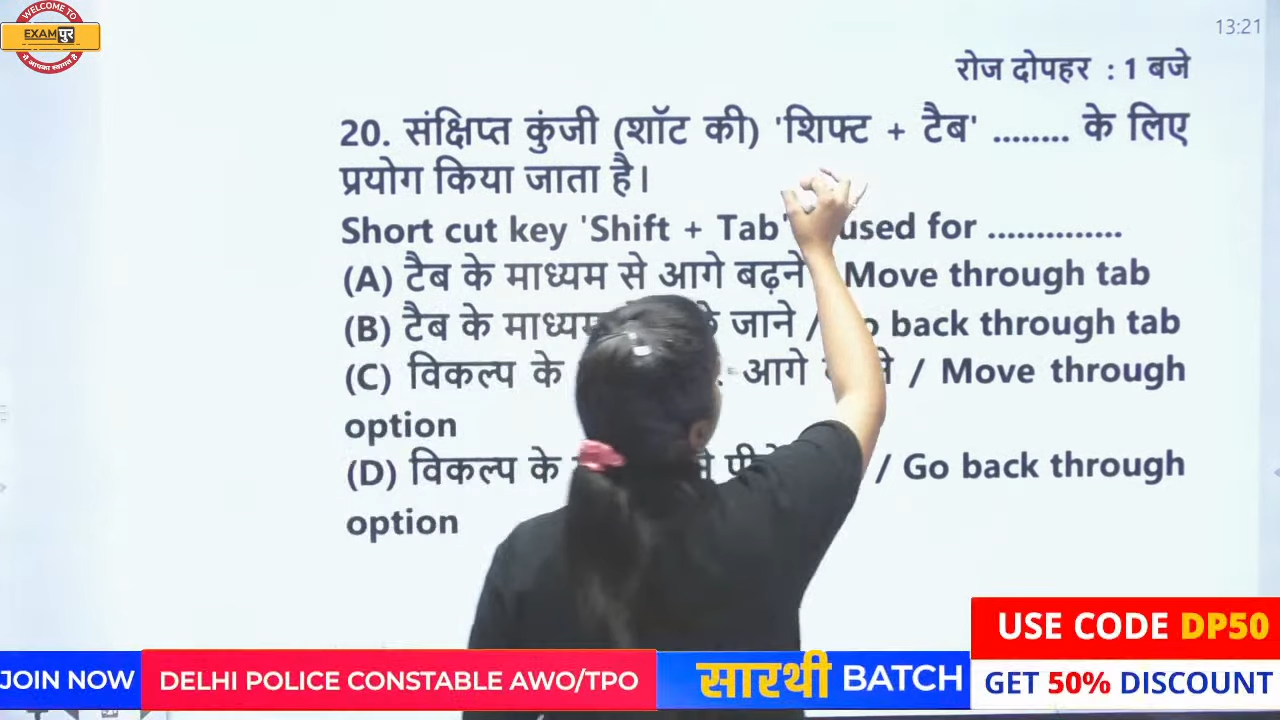 WELCOME TO
EXAMपुर
में आपका स्वागत है
13:21
रोज दोपहर : 1 बजे
20. संक्षिप्त कुंजी (शॉट की) 'शिफ्ट + टैब' ........ के लिए
प्रयोग किया जाता है।
Short cut key 'Shift + Tab' used for ..............
(A) टैब के माध्यम से आगे बढ़ने Move through tab
(B) टैब के माध्यम जाने / back through tab
(C) विकल्प के आगे / Move through
option
(D) विकल्प के / Go back through
option
USE CODE DP50
JOIN NOW DELHI POLICE CONSTABLE AWO/TPO सारथी BATCH GET 50% DISCOUNT